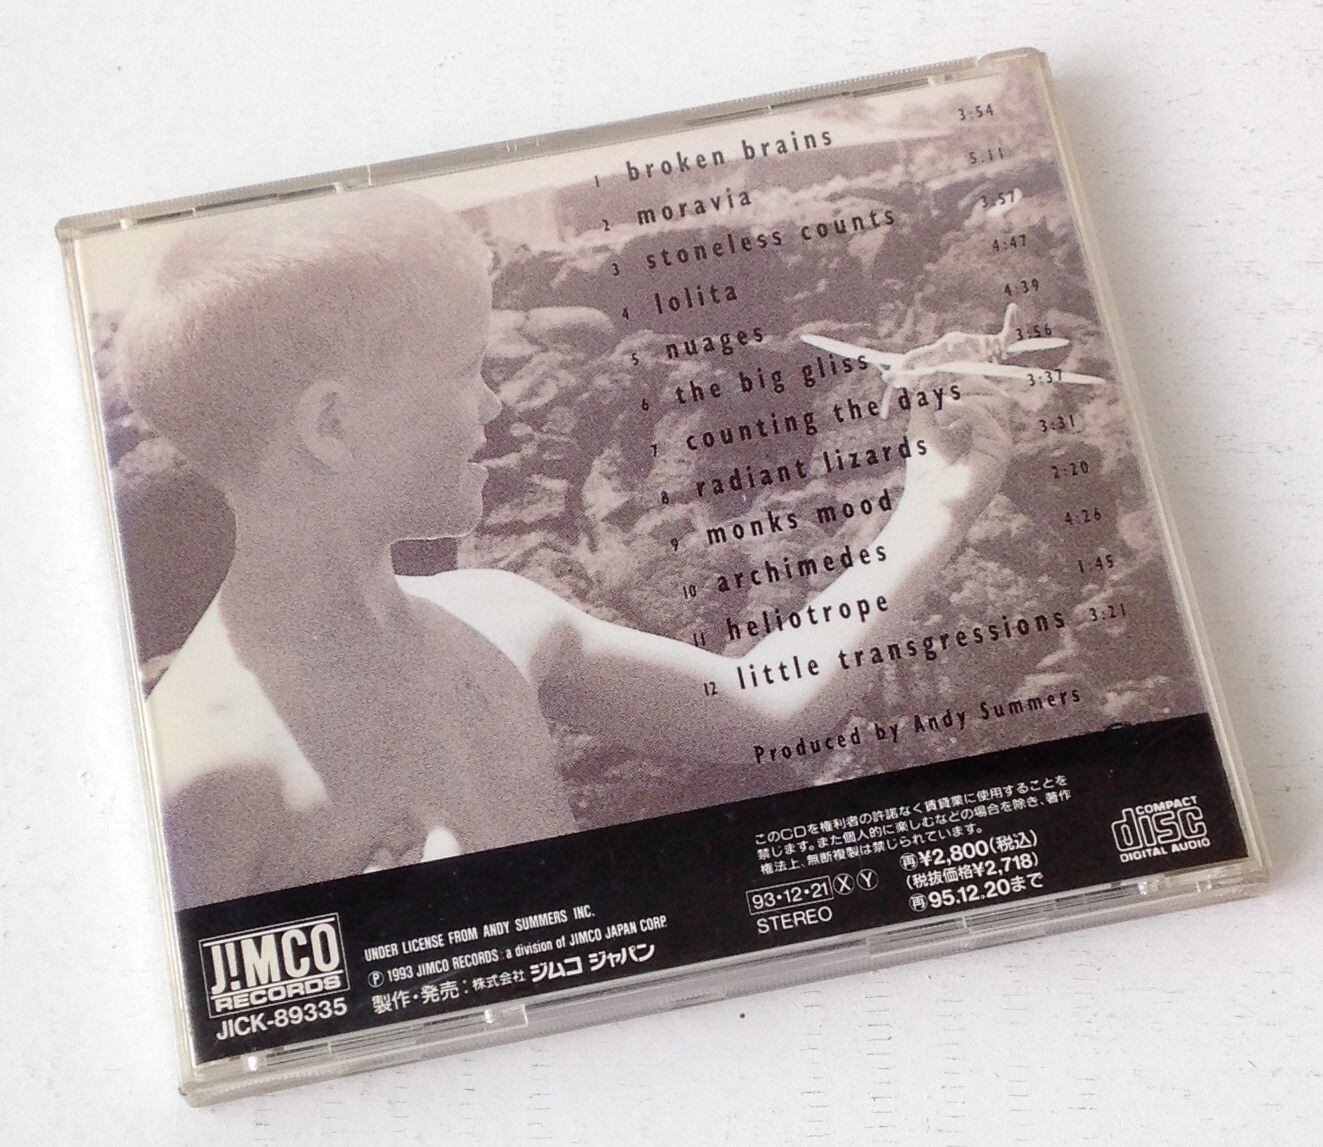 1 broken brains 3:54
2 moravia 5:11
3 stoneless counts 3:57
4 lolita 4:47
5 nuages 4:39
6 the big gliss 3:56
7 counting the days 3:37
8 radiant lizards 3:31
9 monks mood 2:20
10 archimedes 4:26
11 heliotrope 1:45
12 little transgressions 3:21
Produced by Andy Summers
J!MCO
RECORDS
JICK-89335
UNDER LICENSE FROM ANDY SUMMERS INC.
Ⓟ 1993 JIMCO RECORDS: a division of JIMCO JAPAN CORP.
製作・発売：株式会社 ジムコ ジャパン
このCDを権利者の許諾なく賃貸業に使用することを
禁じます。また個人的に楽しむなどの場合を除き、著作
権法上、無断複製は禁じられています。
93・12・21 Ⓧ Ⓨ
STEREO
㊢¥2,800(税込)
(税抜価格¥2,718)
㊢95.12.20まで
COMPACT
disc
DIGITAL AUDIO